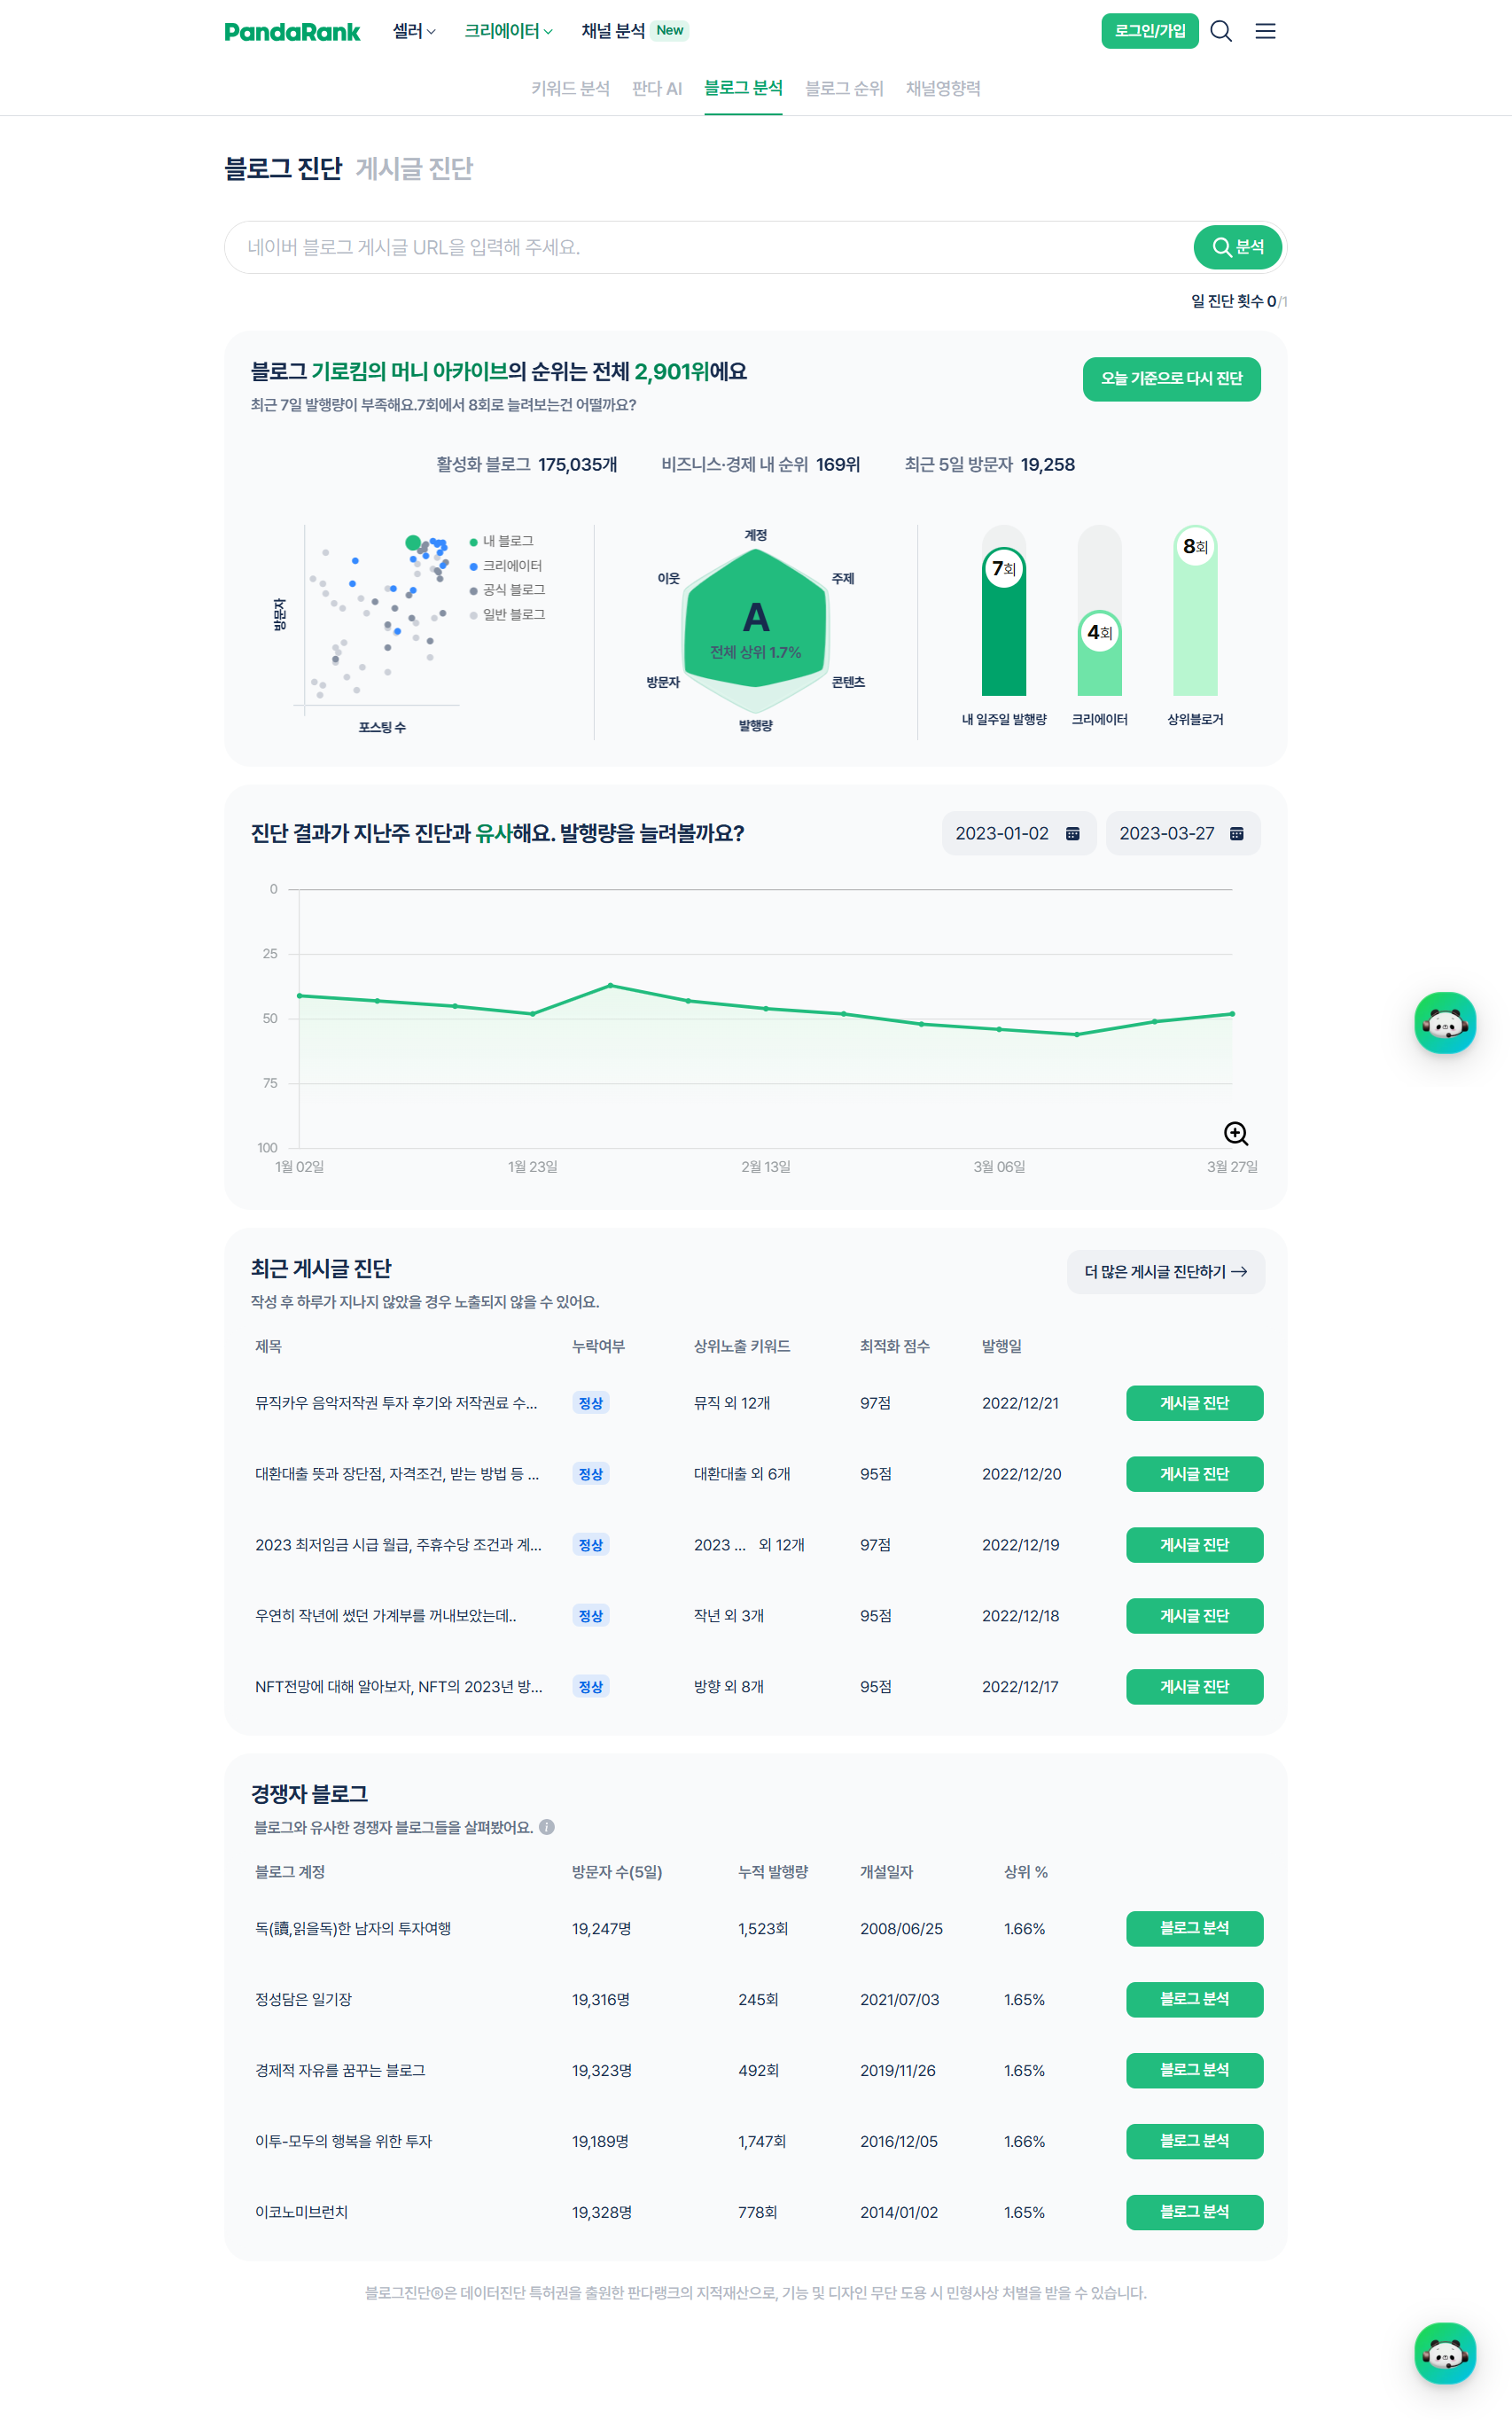 PandaRank 셀러 크리에이터 채널 분석 New 로그인/가입
키워드 분석 판다 AI 블로그 분석 블로그 순위 채널영향력
블로그 진단 게시글 진단
네이버 블로그 게시글 URL을 입력해 주세요. 분석
일 진단 횟수 0/1
블로그 기로킴의 머니 아카이브의 순위는 전체 2,901위에요
최근 7일 발행량이 부족해요.7회에서 8회로 늘려보는건 어떨까요?
오늘 기준으로 다시 진단
활성화 블로그 175,035개 비즈니스·경제 내 순위 169위 최근 5일 방문자 19,258
방문자
포스팅 수
내 블로그
크리에이터
공식 블로그
일반 블로그
계정
이웃 주제
A
전체 상위 1.7%
방문자 콘텐츠
발행량
7회 4회 8회
내 일주일 발행량 크리에이터 상위블로거
진단 결과가 지난주 진단과 유사해요. 발행량을 늘려볼까요?
2023-01-02 2023-03-27
0
25
50
75
100
1월 02일 1월 23일 2월 13일 3월 06일 3월 27일
최근 게시글 진단
작성 후 하루가 지나지 않았을 경우 노출되지 않을 수 있어요.
더 많은 게시글 진단하기
제목 누락여부 상위노출 키워드 최적화 점수 발행일
뮤직카우 음악저작권 투자 후기와 저작권료 수... 정상 뮤직 외 12개 97점 2022/12/21 게시글 진단
대환대출 뜻과 장단점, 자격조건, 받는 방법 등 ... 정상 대환대출 외 6개 95점 2022/12/20 게시글 진단
2023 최저임금 시급 월급, 주휴수당 조건과 계... 정상 2023 ... 외 12개 97점 2022/12/19 게시글 진단
우연히 작년에 썼던 가계부를 꺼내보았는데.. 정상 작년 외 3개 95점 2022/12/18 게시글 진단
NFT전망에 대해 알아보자, NFT의 2023년 방... 정상 방향 외 8개 95점 2022/12/17 게시글 진단
경쟁자 블로그
블로그와 유사한 경쟁자 블로그들을 살펴봤어요. i
블로그 계정 방문자 수(5일) 누적 발행량 개설일자 상위 %
독(讀,읽을독)한 남자의 투자여행 19,247명 1,523회 2008/06/25 1.66% 블로그 분석
정성담은 일기장 19,316명 245회 2021/07/03 1.65% 블로그 분석
경제적 자유를 꿈꾸는 블로그 19,323명 492회 2019/11/26 1.65% 블로그 분석
이투-모두의 행복을 위한 투자 19,189명 1,747회 2016/12/05 1.66% 블로그 분석
이코노미브런치 19,328명 778회 2014/01/02 1.65% 블로그 분석
블로그진단®은 데이터진단 특허권을 출원한 판다랭크의 지적재산으로, 기능 및 디자인 무단 도용 시 민형사상 처벌을 받을 수 있습니다.